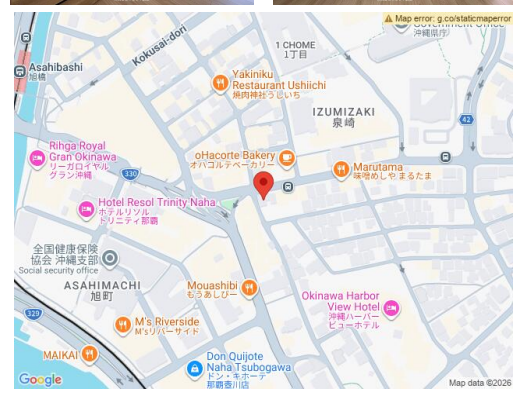 Map error: g.co/staticmaperror
Government Office
沖縄県庁
Kokusai-dori
1 CHOME
1丁目
Asahibashi
旭橋
Yakiniku
Restaurant Ushiichi
焼肉神社うしいち
IZUMIZAKI
泉崎
42
Rihga Royal
Gran Okinawa
リーガロイヤル
グラン沖縄
oHacorte Bakery
オハコルテベーカリー
Marutama
味噌めしや まるたま
330
Hotel Resol Trinity Naha
ホテルリソル
トリニティ那覇
全国健康保険
協会 沖縄支部
Social security office
ASAHIMACHI
旭町
Mouashibi
もうあしびー
Okinawa Harbor
View Hotel
沖縄ハーバー
ビューホテル
329
M's Riverside
M'sリバーサイド
MAIKAI
Don Quijote
Naha Tsubogawa
ドン・キホーテ
那覇壺川店
Google
Map data ©2026